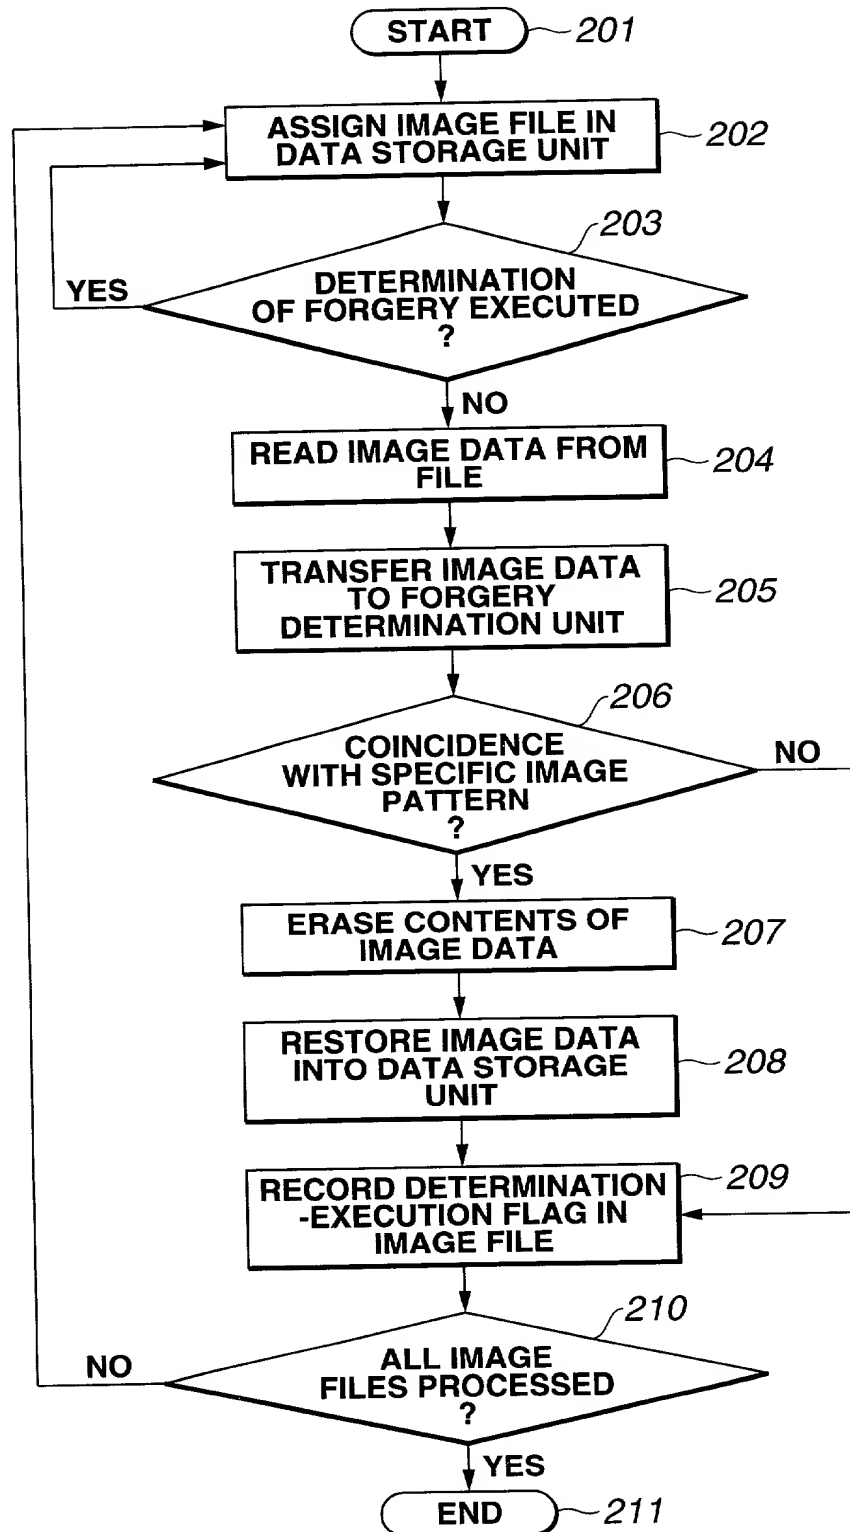 START
201
ASSIGN IMAGE FILE IN
DATA STORAGE UNIT
202
203
DETERMINATION
OF FORGERY EXECUTED
?
YES
NO
READ IMAGE DATA FROM
FILE
204
TRANSFER IMAGE DATA
TO FORGERY
DETERMINATION UNIT
205
206
COINCIDENCE
WITH SPECIFIC IMAGE
PATTERN
?
NO
YES
ERASE CONTENTS OF
IMAGE DATA
207
RESTORE IMAGE DATA
INTO DATA STORAGE
UNIT
208
RECORD DETERMINATION
-EXECUTION FLAG IN
IMAGE FILE
209
210
ALL IMAGE
FILES PROCESSED
?
NO
YES
END
211